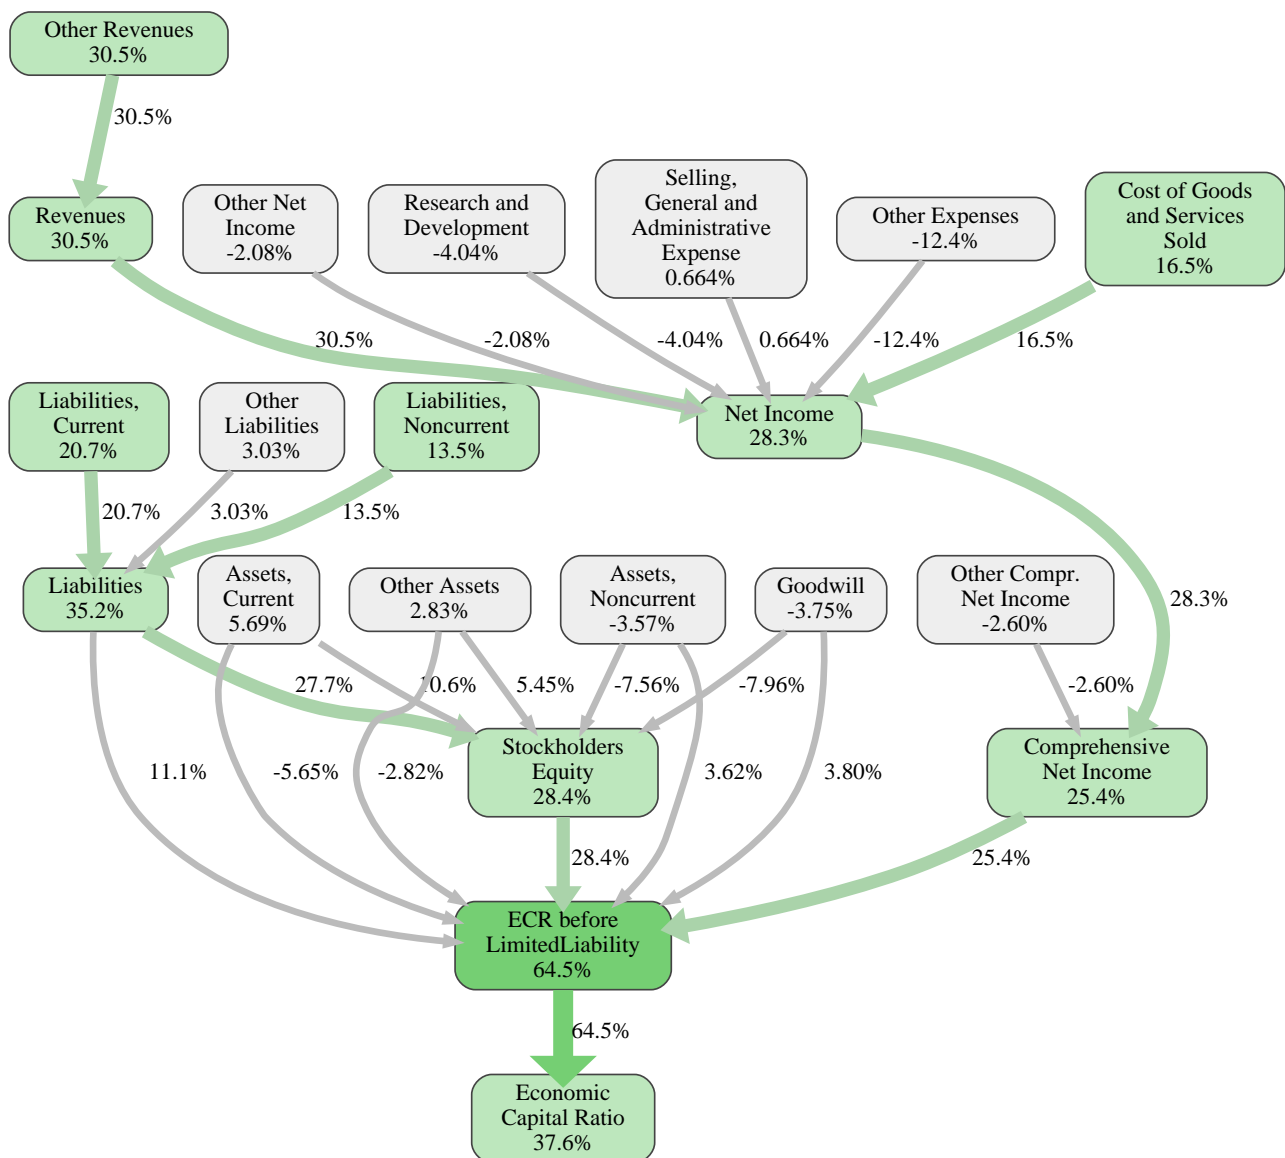 Other Revenues
30.5%
30.5%
Revenues
30.5%
Other Net
Income
-2.08%
Research and
Development
-4.04%
Selling,
General and
Administrative
Expense
0.664%
Other Expenses
-12.4%
Cost of Goods
and Services
Sold
16.5%
30.5%
-2.08%
-4.04%
0.664%
-12.4%
16.5%
Liabilities,
Current
20.7%
Other
Liabilities
3.03%
Liabilities,
Noncurrent
13.5%
Net Income
28.3%
20.7%
3.03%
13.5%
Liabilities
35.2%
Assets,
Current
5.69%
Other Assets
2.83%
Assets,
Noncurrent
-3.57%
Goodwill
-3.75%
Other Compr.
Net Income
-2.60%
28.3%
27.7%
10.6%
5.45%
-7.56%
-7.96%
-2.60%
Stockholders
Equity
28.4%
Comprehensive
Net Income
25.4%
11.1%
-5.65%
-2.82%
3.62%
3.80%
28.4%
25.4%
ECR before
LimitedLiability
64.5%
64.5%
Economic
Capital Ratio
37.6%